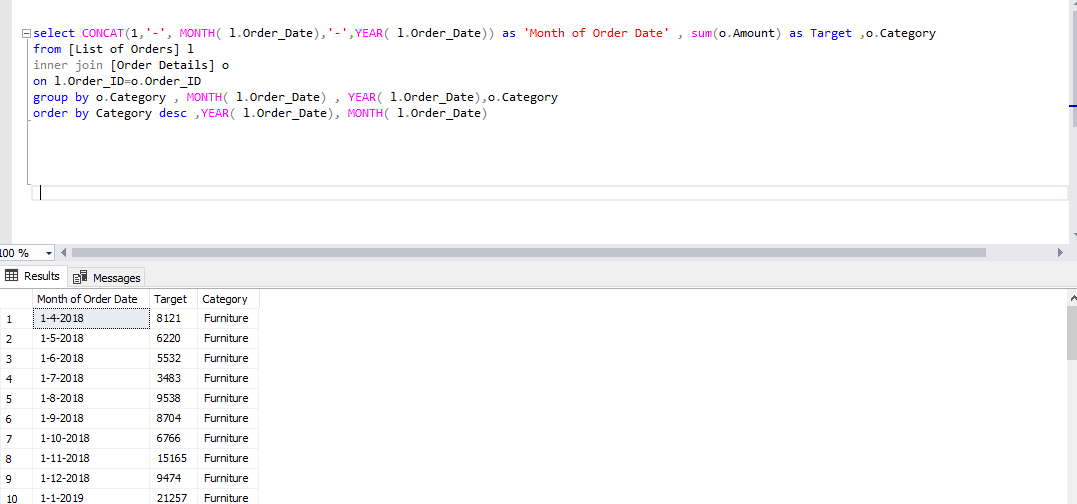 select CONCAT(1,'-', MONTH( l.Order_Date),'-',YEAR( l.Order_Date)) as 'Month of Order Date' , sum(o.Amount) as Target ,o.Category
from [List of Orders] l
inner join [Order Details] o
on l.Order_ID=o.Order_ID
group by o.Category , MONTH( l.Order_Date) , YEAR( l.Order_Date),o.Category
order by Category desc ,YEAR( l.Order_Date), MONTH( l.Order_Date)
100 %
Results Messages
Month of Order Date Target Category
1 1-4-2018 8121 Furniture
2 1-5-2018 6220 Furniture
3 1-6-2018 5532 Furniture
4 1-7-2018 3483 Furniture
5 1-8-2018 9538 Furniture
6 1-9-2018 8704 Furniture
7 1-10-2018 6766 Furniture
8 1-11-2018 15165 Furniture
9 1-12-2018 9474 Furniture
10 1-1-2019 21257 Furniture